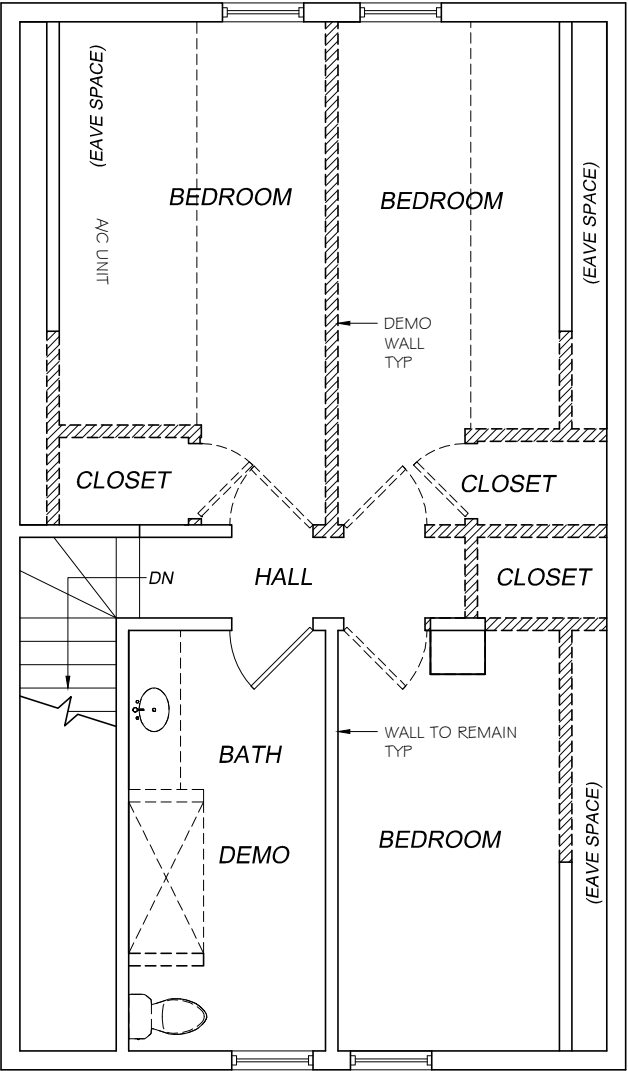 (EAVE SPACE)
BEDROOM
BEDROOM
(EAVE SPACE)
A/C UNIT
DEMO
WALL
TYP
CLOSET
CLOSET
DN
HALL
CLOSET
WALL TO REMAIN
TYP
BATH
DEMO
BEDROOM
(EAVE SPACE)